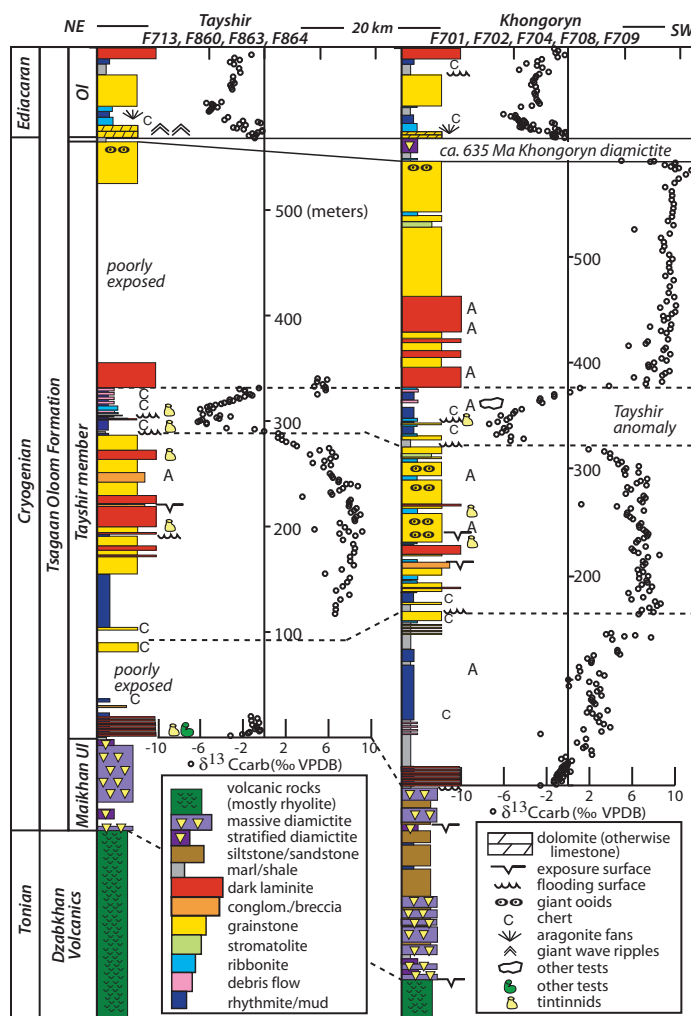 NE
Tayshir
20 km
Khongoryn
SW
F713, F860, F863, F864
F701, F702, F704, F708, F709
Ediacaran
Ol
C
C
C
C
ca. 635 Ma Khongoryn diamictite
500 (meters)
500
poorly
exposed
A
A
400
400
A
C
C
C
C
300
A
C
C
Tayshir
anomaly
A
A
300
200
A
200
C
C
C
C
100
poorly
exposed
A
C
C
Cryogenian
Tsagaan Oloom Formation
Tayshir member
Maikhan Ul
Tonian
Dzabkhan
Volcanics
-10 -6 -2 2 6 10
δ13 Ccarb(‰ VPDB)
-10 -6 -2 2 6 10
δ13Ccarb(‰ VPDB)
volcanic rocks
(mostly rhyolite)
massive diamictite
stratified diamictite
siltstone/sandstone
marl/shale
dark laminite
conglom./breccia
grainstone
stromatolite
ribbonite
debris flow
rhythmite/mud
dolomite (otherwise
limestone)
exposure surface
flooding surface
giant ooids
C chert
aragonite fans
giant wave ripples
other tests
other tests
tintinnids